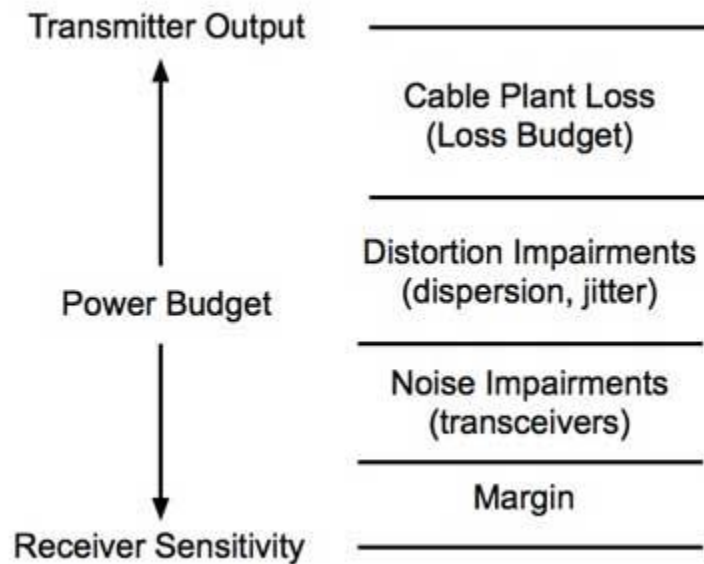 Transmitter Output
Cable Plant Loss
(Loss Budget)
Distortion Impairments
(dispersion, jitter)
Power Budget
Noise Impairments
(transceivers)
Margin
Receiver Sensitivity